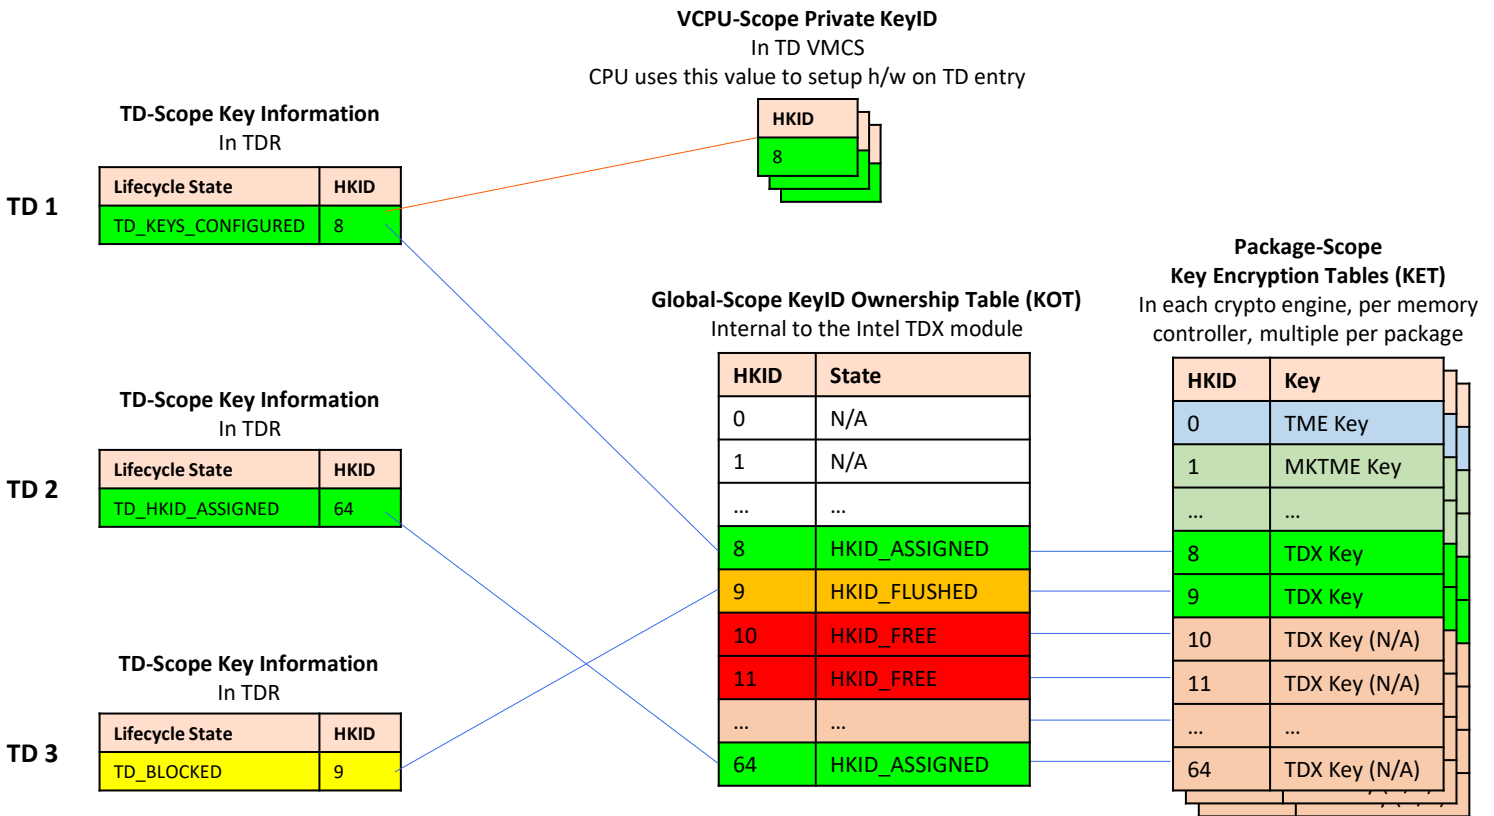 VCPU-Scope Private KeyID
In TD VMCS
CPU uses this value to setup h/w on TD entry
HKID
8
TD-Scope Key Information
In TDR
Lifecycle State HKID
TD 1
TD_KEYS_CONFIGURED 8
TD-Scope Key Information
In TDR
Lifecycle State HKID
TD 2
TD_HKID_ASSIGNED 64
TD-Scope Key Information
In TDR
Lifecycle State HKID
TD 3
TD_BLOCKED 9
Global-Scope KeyID Ownership Table (KOT)
Internal to the Intel TDX module
HKID State
0 N/A
1 N/A
... ...
8 HKID_ASSIGNED
9 HKID_FLUSHED
10 HKID_FREE
11 HKID_FREE
... ...
64 HKID_ASSIGNED
Package-Scope
Key Encryption Tables (KET)
In each crypto engine, per memory
controller, multiple per package
HKID Key
0 TME Key
1 MKTME Key
... ...
8 TDX Key
9 TDX Key
10 TDX Key (N/A)
11 TDX Key (N/A)
... ...
64 TDX Key (N/A)